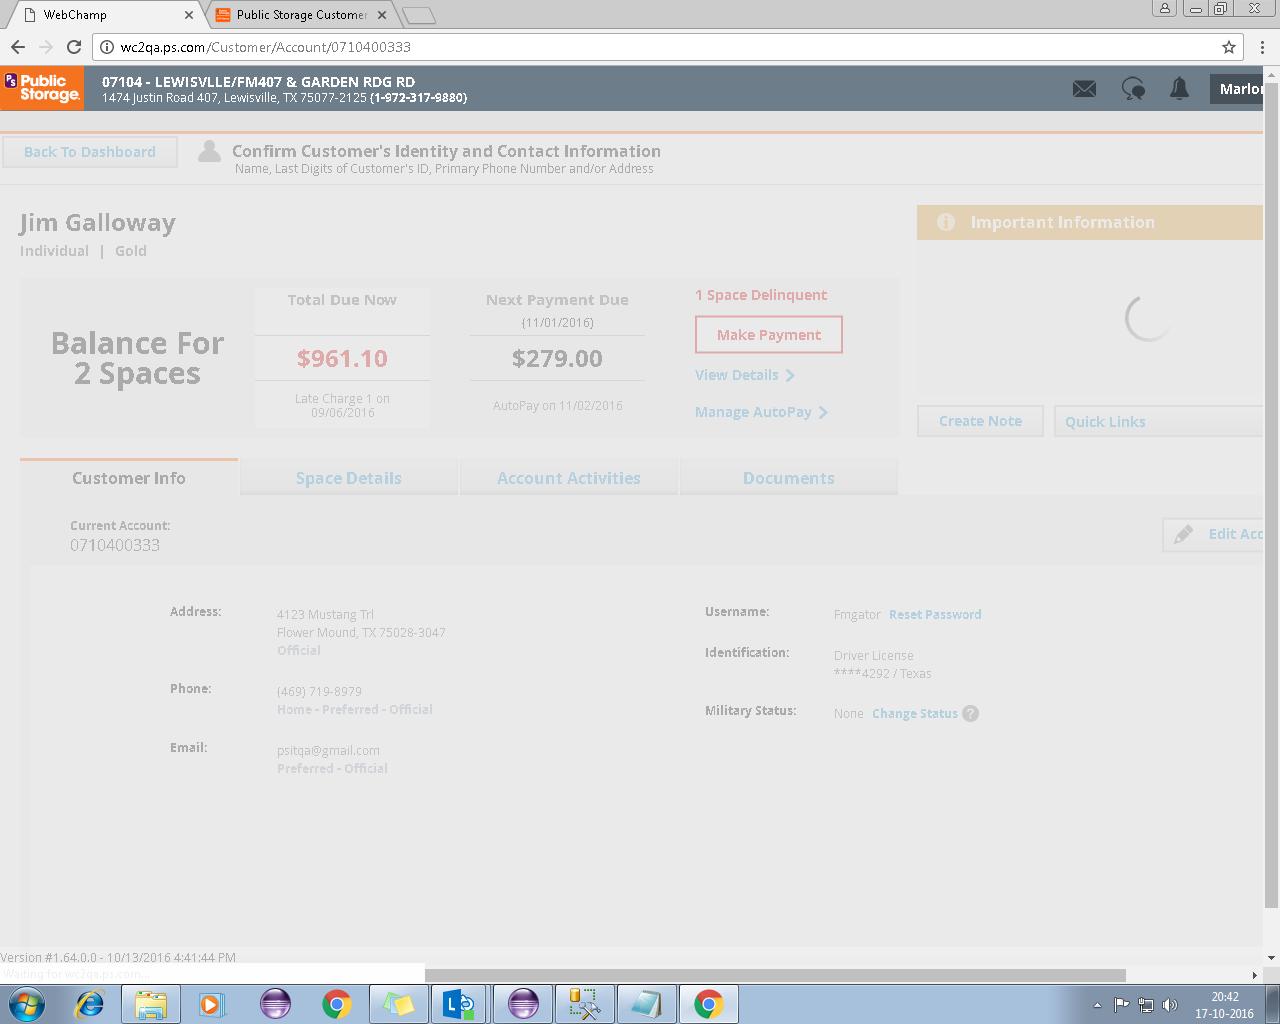 WebChamp
Public Storage Customer
wc2qa.ps.com/Customer/Account/0710400333
PS Public Storage.
07104 - LEWISVLLE/FM407 & GARDEN RDG RD
1474 Justin Road 407, Lewisville, TX 75077-2125 (1-972-317-9880)
Marlo
Back To Dashboard
Confirm Customer's Identity and Contact Information
Name, Last Digits of Customer's ID, Primary Phone Number and/or Address
Jim Galloway
Individual | Gold
Important Information
Balance For
2 Spaces
Total Due Now
$961.10
Late Charge 1 on
09/06/2016
Next Payment Due
(11/01/2016)
$279.00
AutoPay on 11/02/2016
1 Space Delinquent
Make Payment
View Details
Manage AutoPay
Create Note
Quick Links
Customer Info
Space Details
Account Activities
Documents
Current Account:
0710400333
Edit Acc
Address:
4123 Mustang Trl
Flower Mound, TX 75028-3047
Official
Phone:
(469) 719-8979
Home - Preferred - Official
Email:
psitqa@gmail.com
Preferred - Official
Username:
Fmgator Reset Password
Identification:
Driver License
****4292 / Texas
Military Status:
None Change Status ?
Version #1.64.0.0 - 10/13/2016 4:41:44 PM
Waiting for wc2qa.ps.com...
20:42
17-10-2016